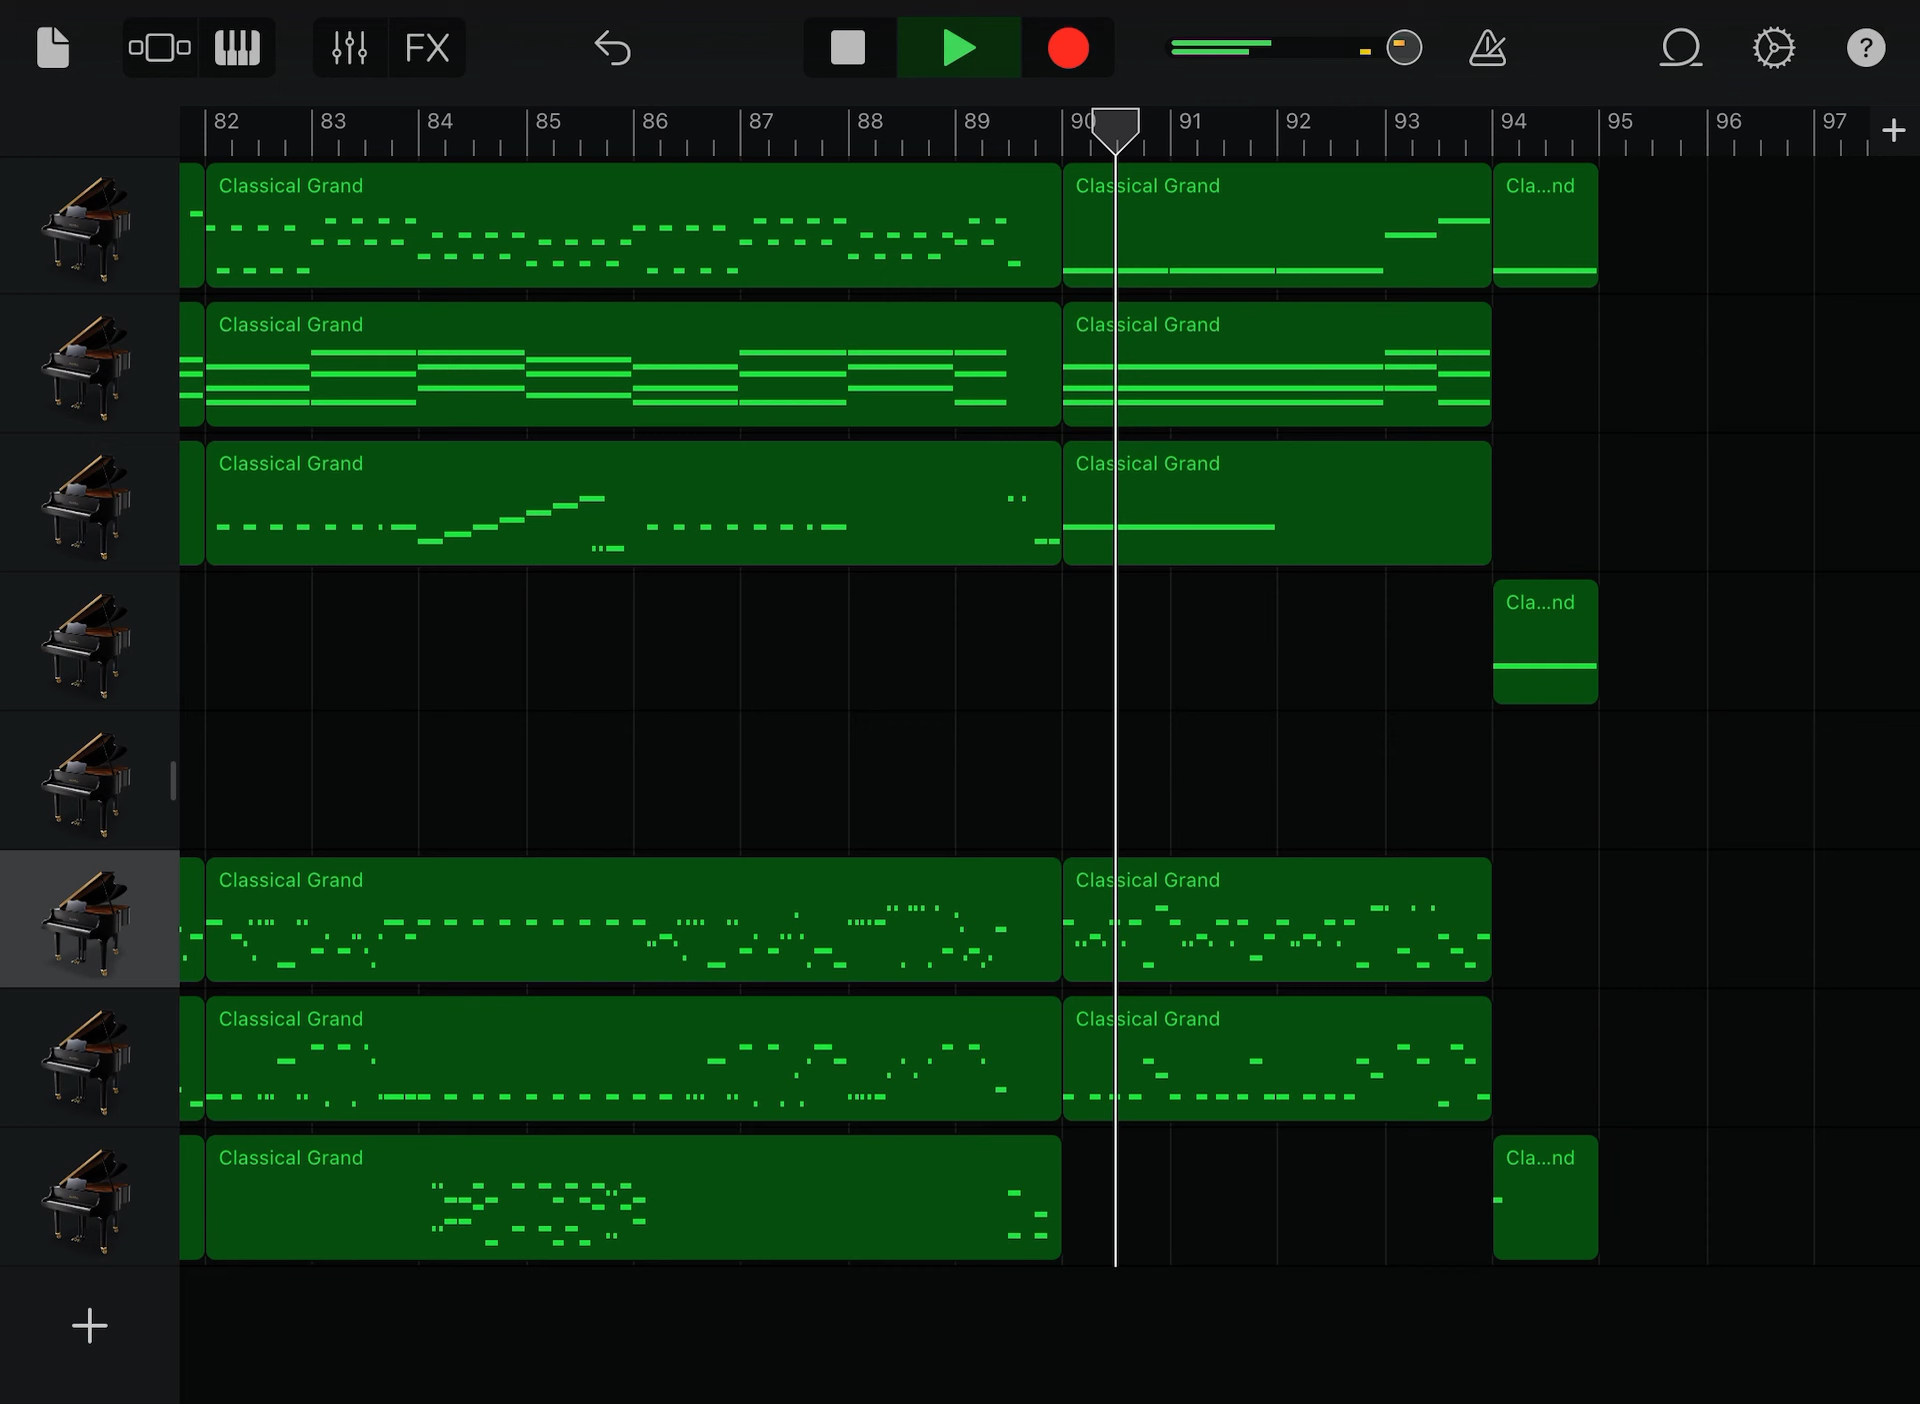 FX
?
82 83 84 85 86 87 88 89 90 91 92 93 94 95 96 97
Classical Grand Classical Grand Cla...nd
Classical Grand Classical Grand
Classical Grand Classical Grand
Cla...nd
Classical Grand Classical Grand
Classical Grand Classical Grand
Classical Grand Cla...nd